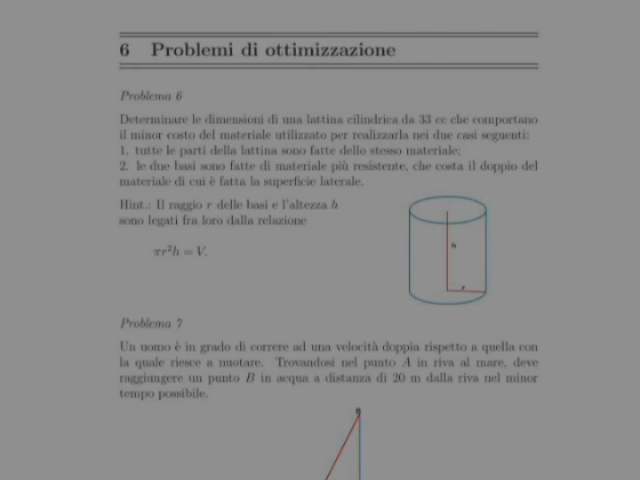 6 Problemi di ottimizzazione
Problema 6
Determinare le dimensioni di una lattina cilindrica da 33 cc che comportano
il minor costo del materiale utilizzato per realizzarla nei due casi seguenti:
1. tutte le parti della lattina sono fatte dello stesso materiale;
2. le due basi sono fatte di materiale più resistente, che costa il doppio del
materiale di cui è fatta la superficie laterale.
Hint.: Il raggio r delle basi e l'altezza h
sono legati fra loro dalla relazione
πr²h = V.
h
r
Problema 7
Un uomo è in grado di correre ad una velocità doppia rispetto a quella con
la quale riesce a nuotare. Trovandosi nel punto A in riva al mare, deve
raggiungere un punto B in acqua a distanza di 20 m dalla riva nel minor
tempo possibile.
B